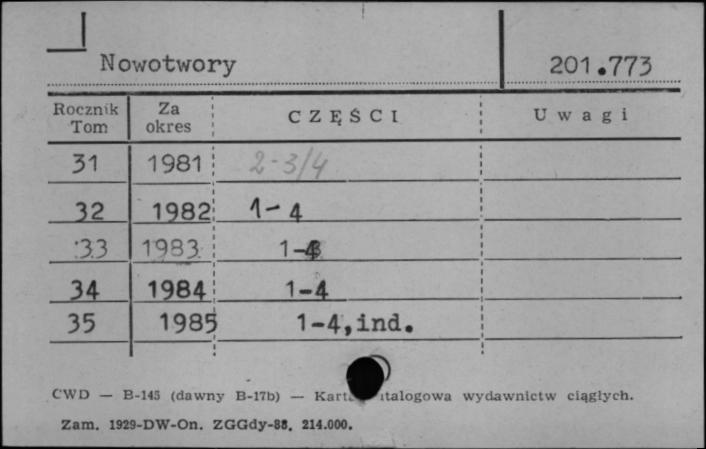 Nowotwory 201.773
Rocznik Tom Za okres CZĘŚCI Uwagi
31 1981 2-3/4
32 1982 1-4
33 1983 1-4
34 1984 1-4
35 1985 1-4,ind.
CWD — B-145 (dawny B-17b) — wydawnictw ciągłych.
Zam. 1929-DW-On. ZGGdy-88. 214.000.